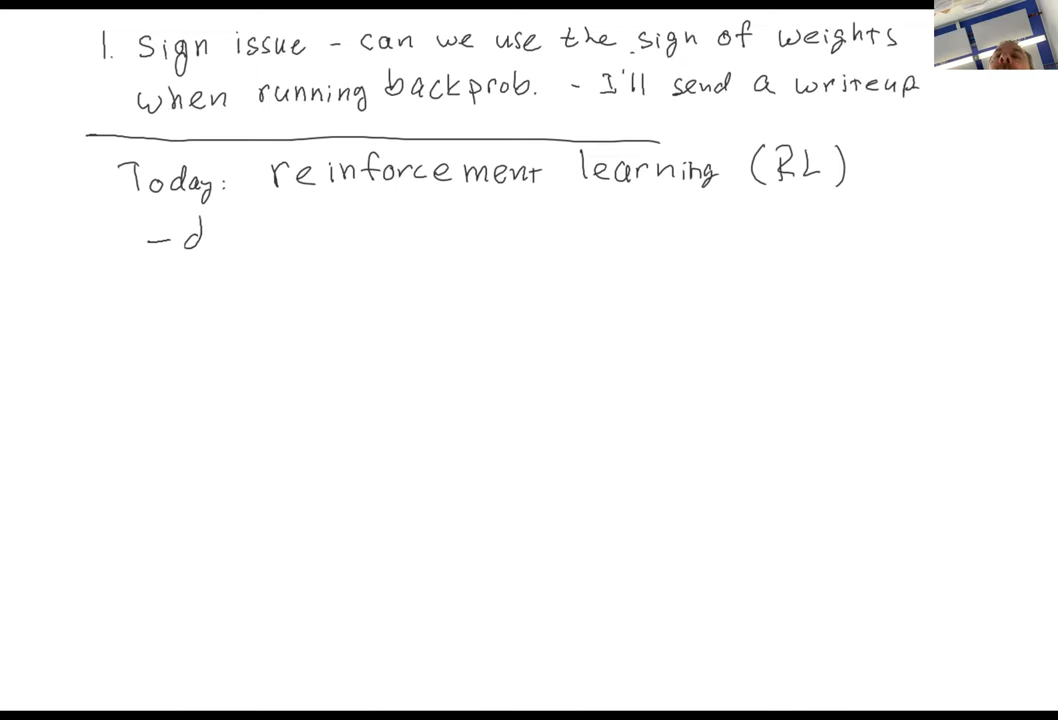 1. Sign issue - can we use the sign of weights
when running backprob. - I'll send a writeup
Today: reinforcement learning (RL)
- d